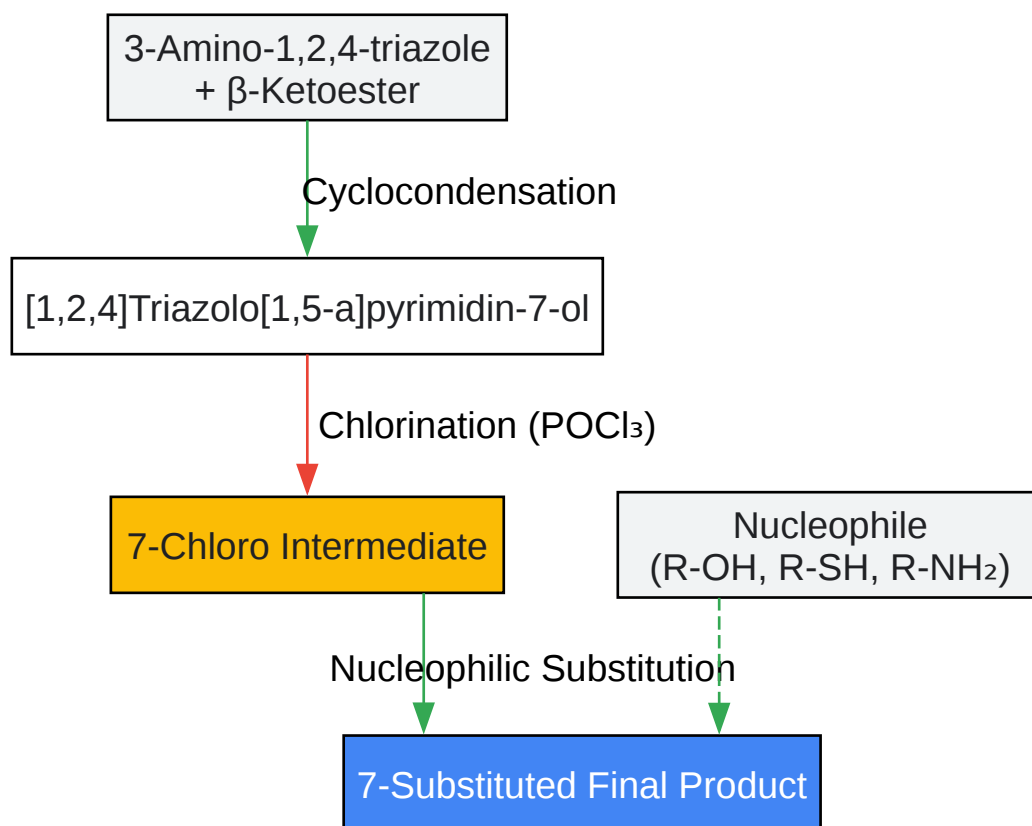 3-Amino-1,2,4-triazole
+ β-Ketoester
Cyclocondensation
[1,2,4]Triazolo[1,5-a]pyrimidin-7-ol
Chlorination (POCl₃)
7-Chloro Intermediate
Nucleophile
(R-OH, R-SH, R-NH₂)
Nucleophilic Substitution
7-Substituted Final Product